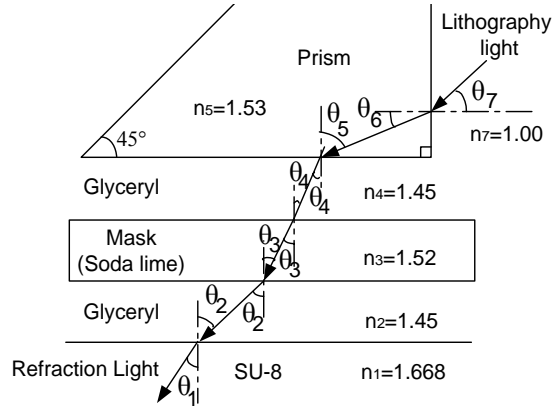 Lithography
light
Prism
n5=1.53
θ7
θ6
θ5
n7=1.00
45°
θ4
θ4
Glyceryl
n4=1.45
Mask
(Soda lime)
θ3
θ3
n3=1.52
Glyceryl
θ2
θ2
n2=1.45
Refraction Light
θ1
SU-8
n1=1.668